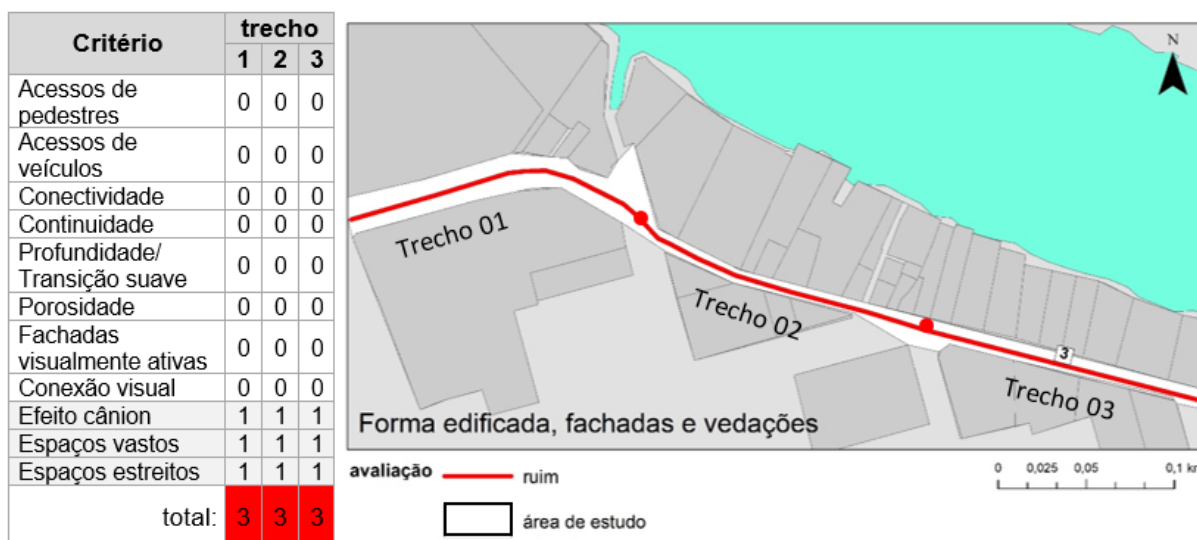 Critério trecho
1 2 3
Acessos de
pedestres 0 0 0
Acessos de
veículos 0 0 0
Conectividade 0 0 0
Continuidade 0 0 0
Profundidade/
Transição suave 0 0 0
Porosidade 0 0 0
Fachadas
visualmente ativas 0 0 0
Conexão visual 0 0 0
Efeito cânion 1 1 1
Espaços vastos 1 1 1
Espaços estreitos 1 1 1
total: 3 3 3
N
Trecho 01
Trecho 02
3
Trecho 03
Forma edificada, fachadas e vedações
avaliação ruim
área de estudo
0 0,025 0,05 0,1 km